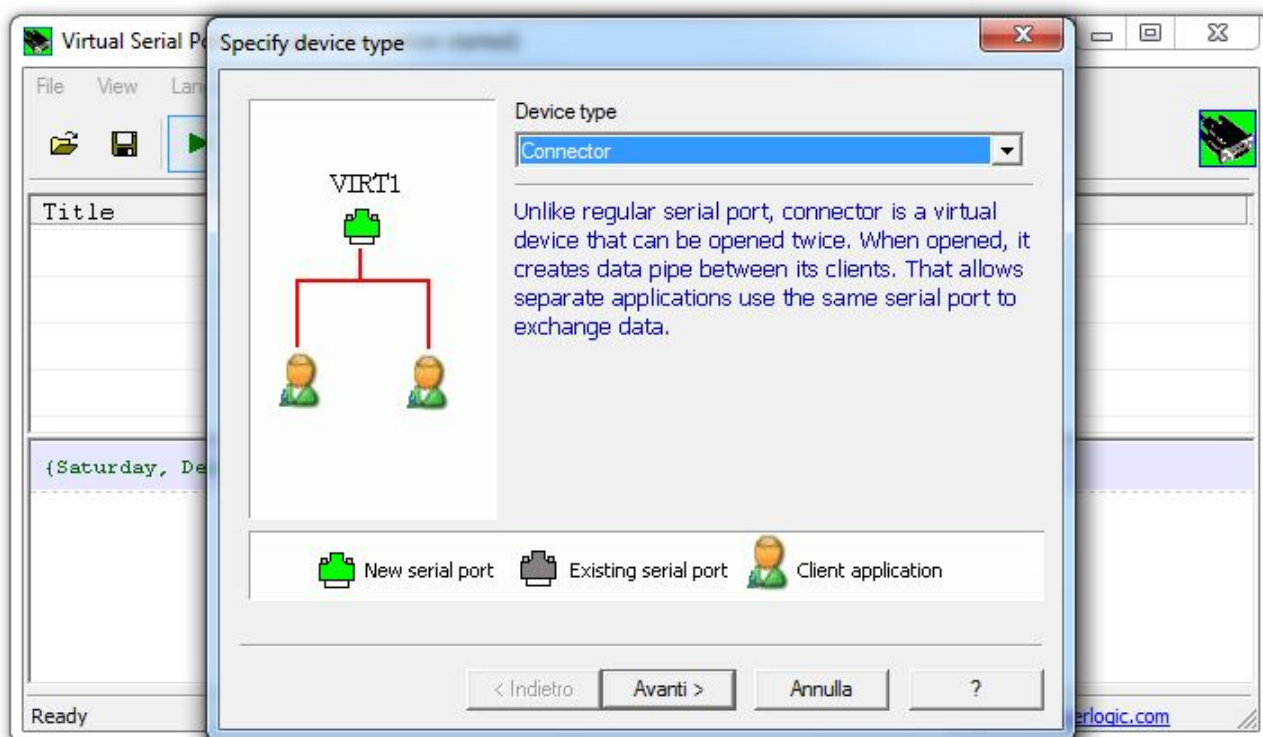 Virtual Serial Po
Specify device type
File View Lan
Device type
Connector
VIRT1
Unlike regular serial port, connector is a virtual
device that can be opened twice. When opened, it
creates data pipe between its clients. That allows
separate applications use the same serial port to
exchange data.
Title
{Saturday, De
New serial port Existing serial port Client application
< Indietro Avanti > Annulla ?
Ready erlogic.com